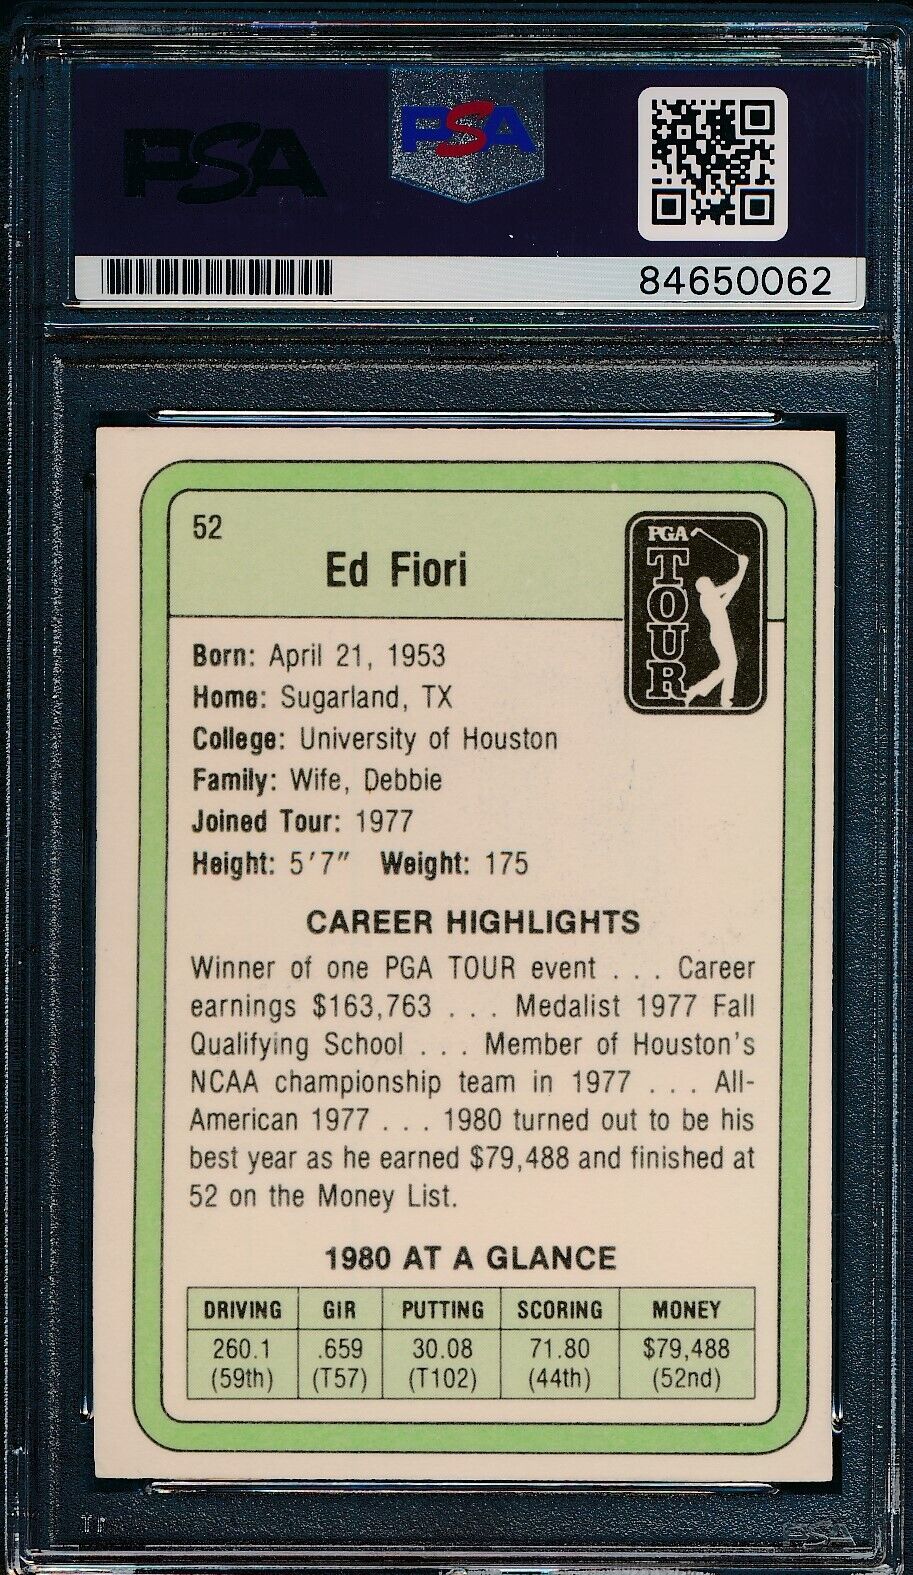 PSA
PSA
84650062
52
Ed Fiori
PGA
TOUR
Born: April 21, 1953
Home: Sugarland, TX
College: University of Houston
Family: Wife, Debbie
Joined Tour: 1977
Height: 5'7" Weight: 175
CAREER HIGHLIGHTS
Winner of one PGA TOUR event . . . Career
earnings $163,763 . . . Medalist 1977 Fall
Qualifying School . . . Member of Houston's
NCAA championship team in 1977 . . . All-
American 1977 . . . 1980 turned out to be his
best year as he earned $79,488 and finished at
52 on the Money List.
1980 AT A GLANCE
DRIVING GIR PUTTING SCORING MONEY
260.1 .659 30.08 71.80 $79,488
(59th) (T57) (T102) (44th) (52nd)
PSA